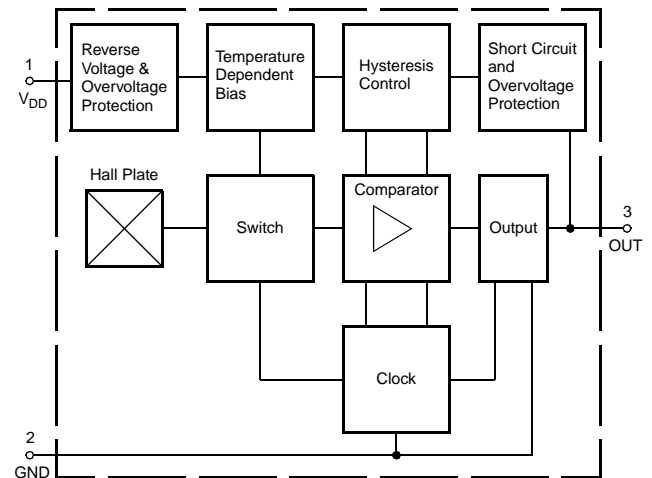 1
V_DD
Reverse
Voltage &
Overvoltage
Protection
Temperature
Dependent
Bias
Hysteresis
Control
Short Circuit
and
Overvoltage
Protection
Hall Plate
Switch
Comparator
Output
3
OUT
Clock
2
GND